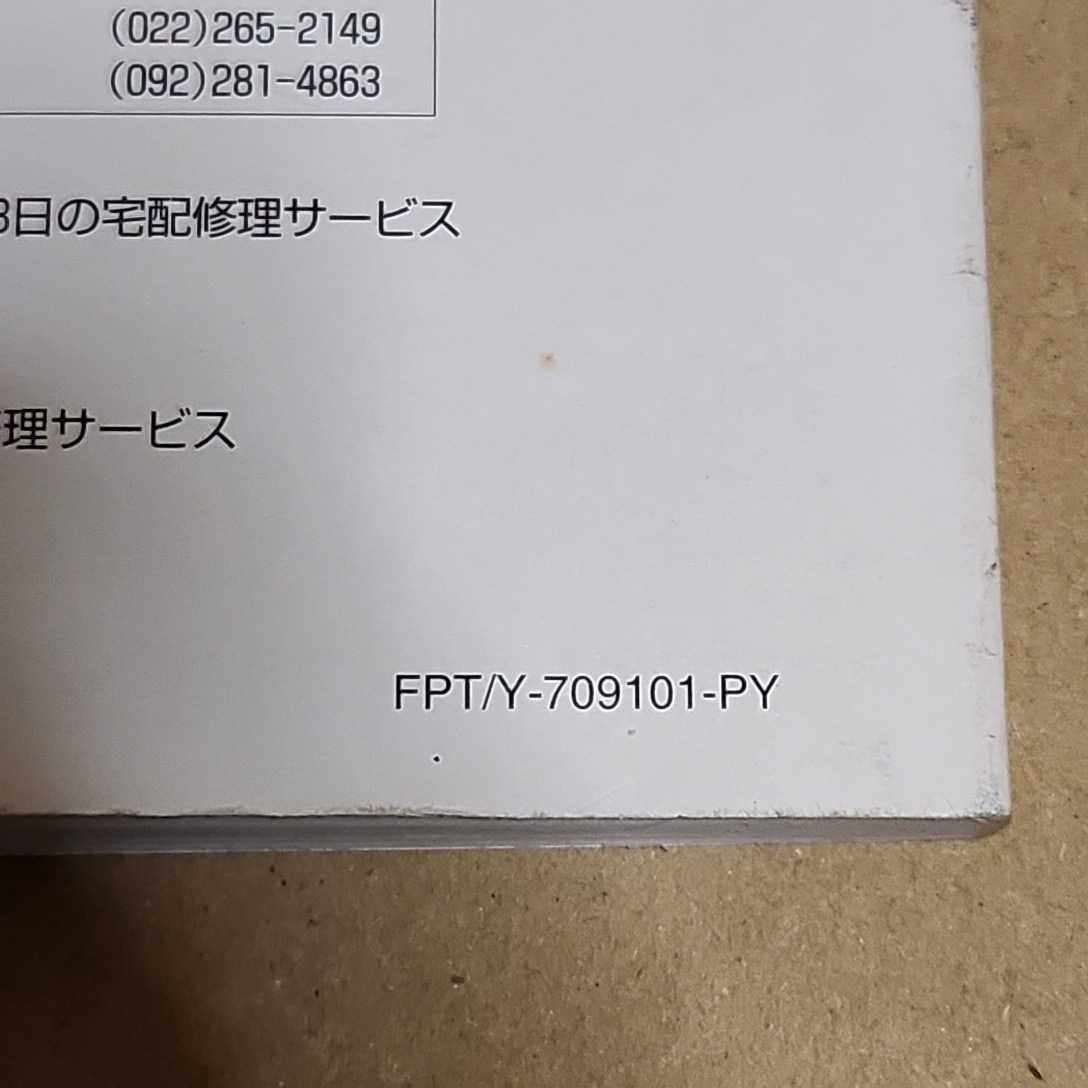 (022)265-2149
(092)281-4863
3日の宅配修理サービス
理サービス
FPT/Y-709101-PY